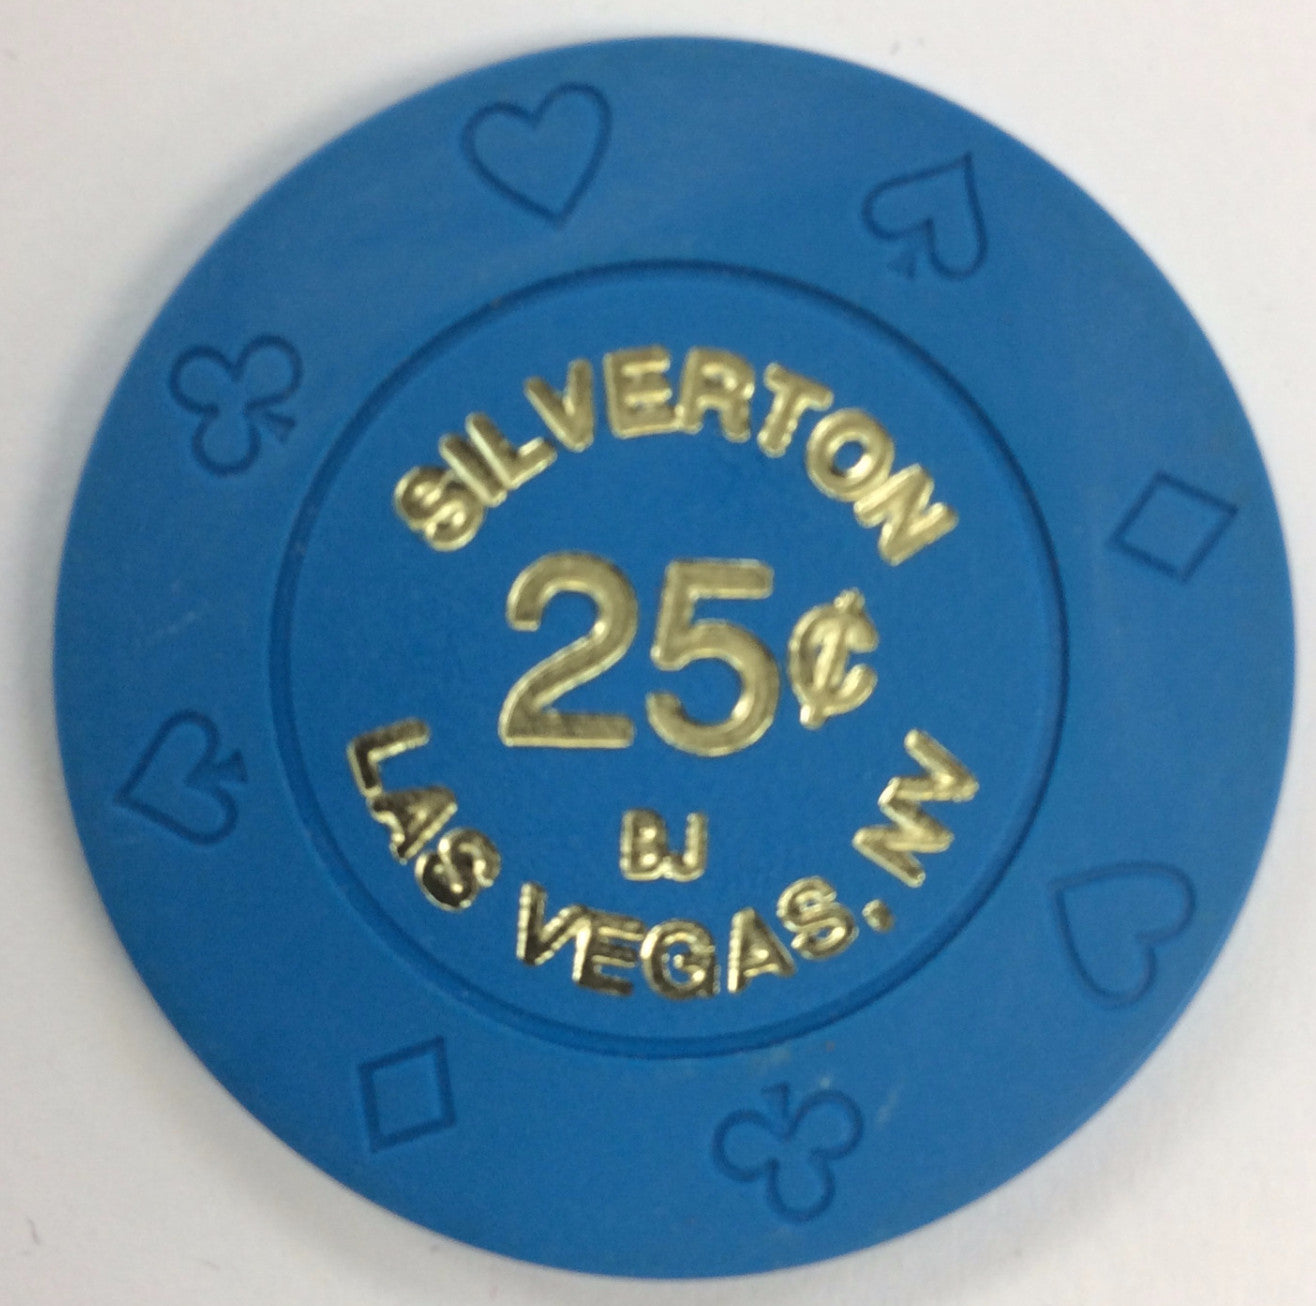 SILVERTON
25¢
BJ
LAS VEGAS, NV